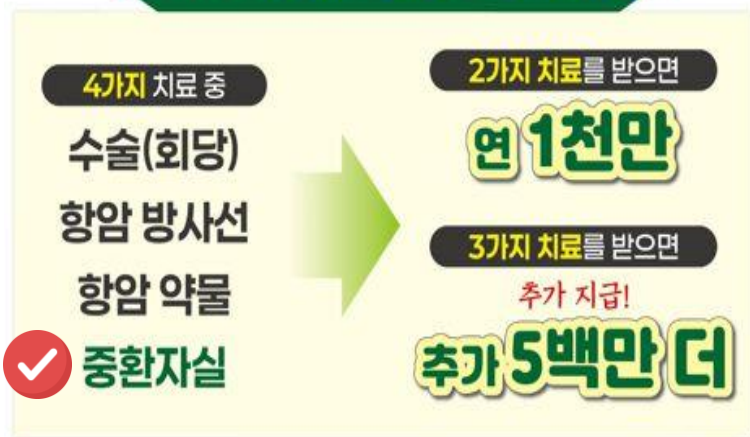 4가지 치료 중
수술(회당)
항암 방사선
항암 약물
중환자실
2가지 치료를 받으면
연 1천만
3가지 치료를 받으면
추가 지급!
추가 5백만 더